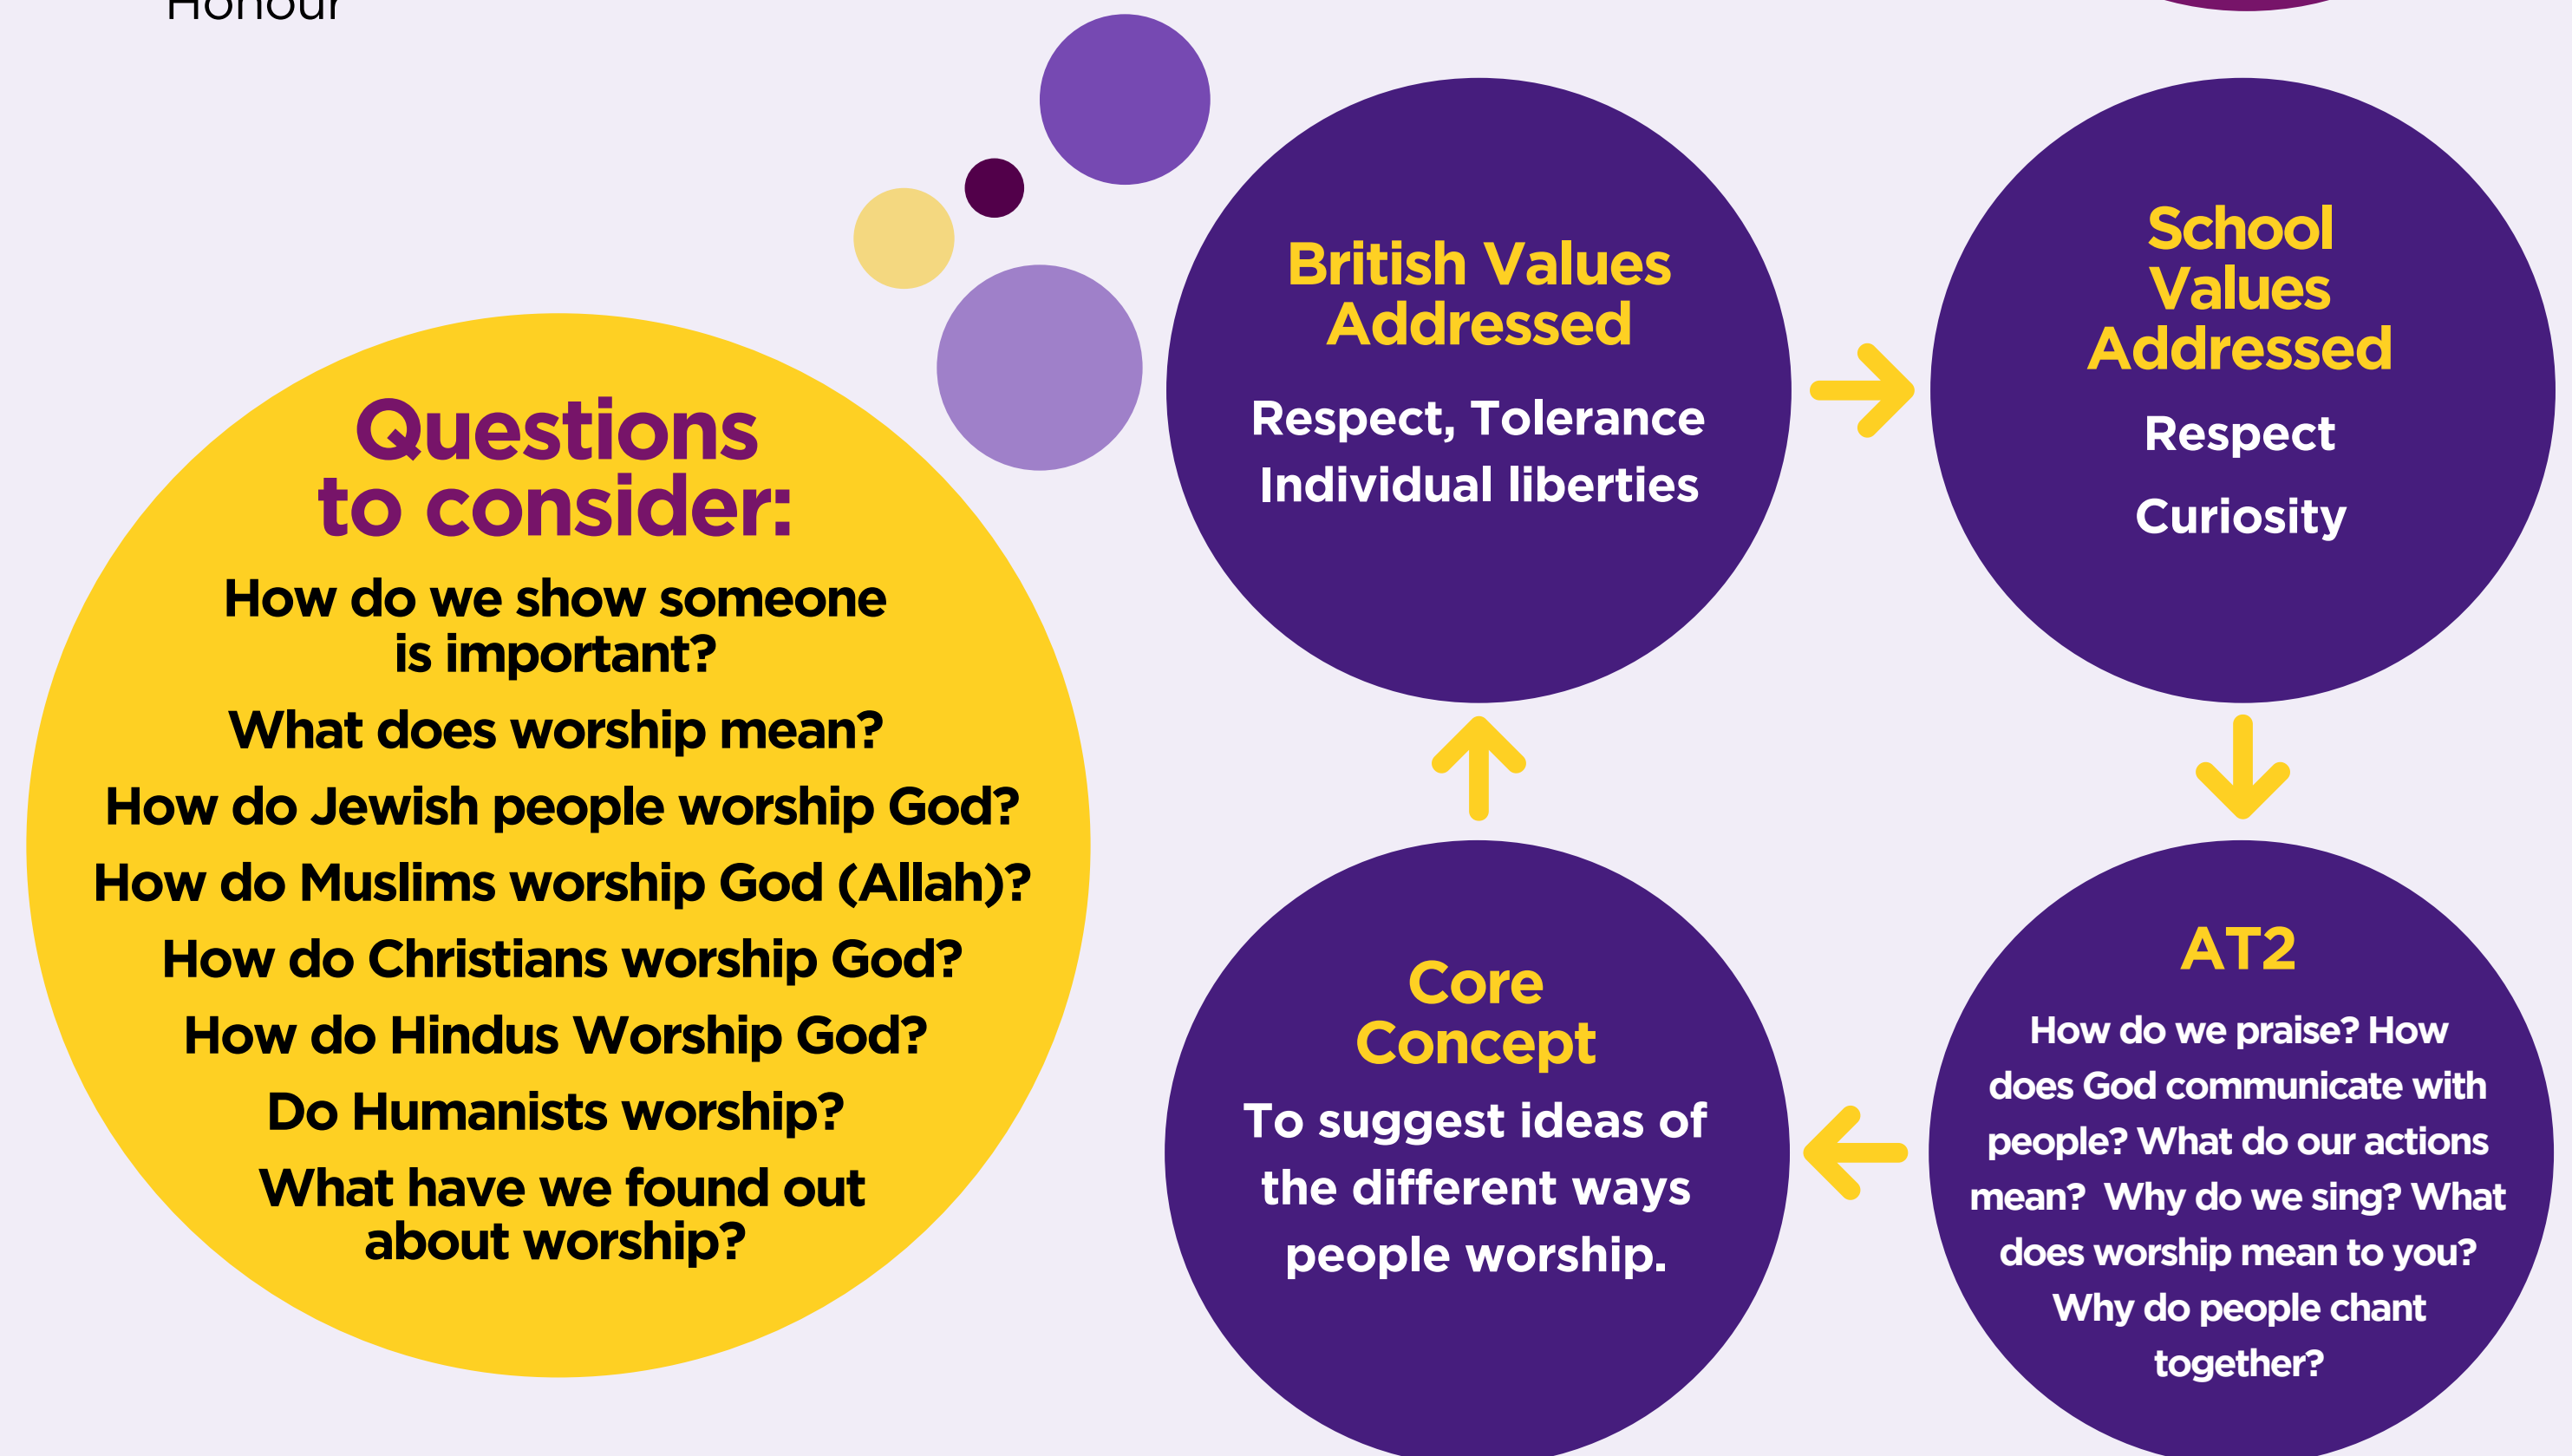 Honour
Questions
to consider:
How do we show someone
is important?
What does worship mean?
How do Jewish people worship God?
How do Muslims worship God (Allah)?
How do Christians worship God?
How do Hindus Worship God?
Do Humanists worship?
What have we found out
about worship?
British Values
Addressed
Respect, Tolerance
Individual liberties
School
Values
Addressed
Respect
Curiosity
AT2
How do we praise? How
does God communicate with
people? What do our actions
mean?  Why do we sing? What
does worship mean to you?
Why do people chant
together?
Core
Concept
To suggest ideas of
the different ways
people worship.